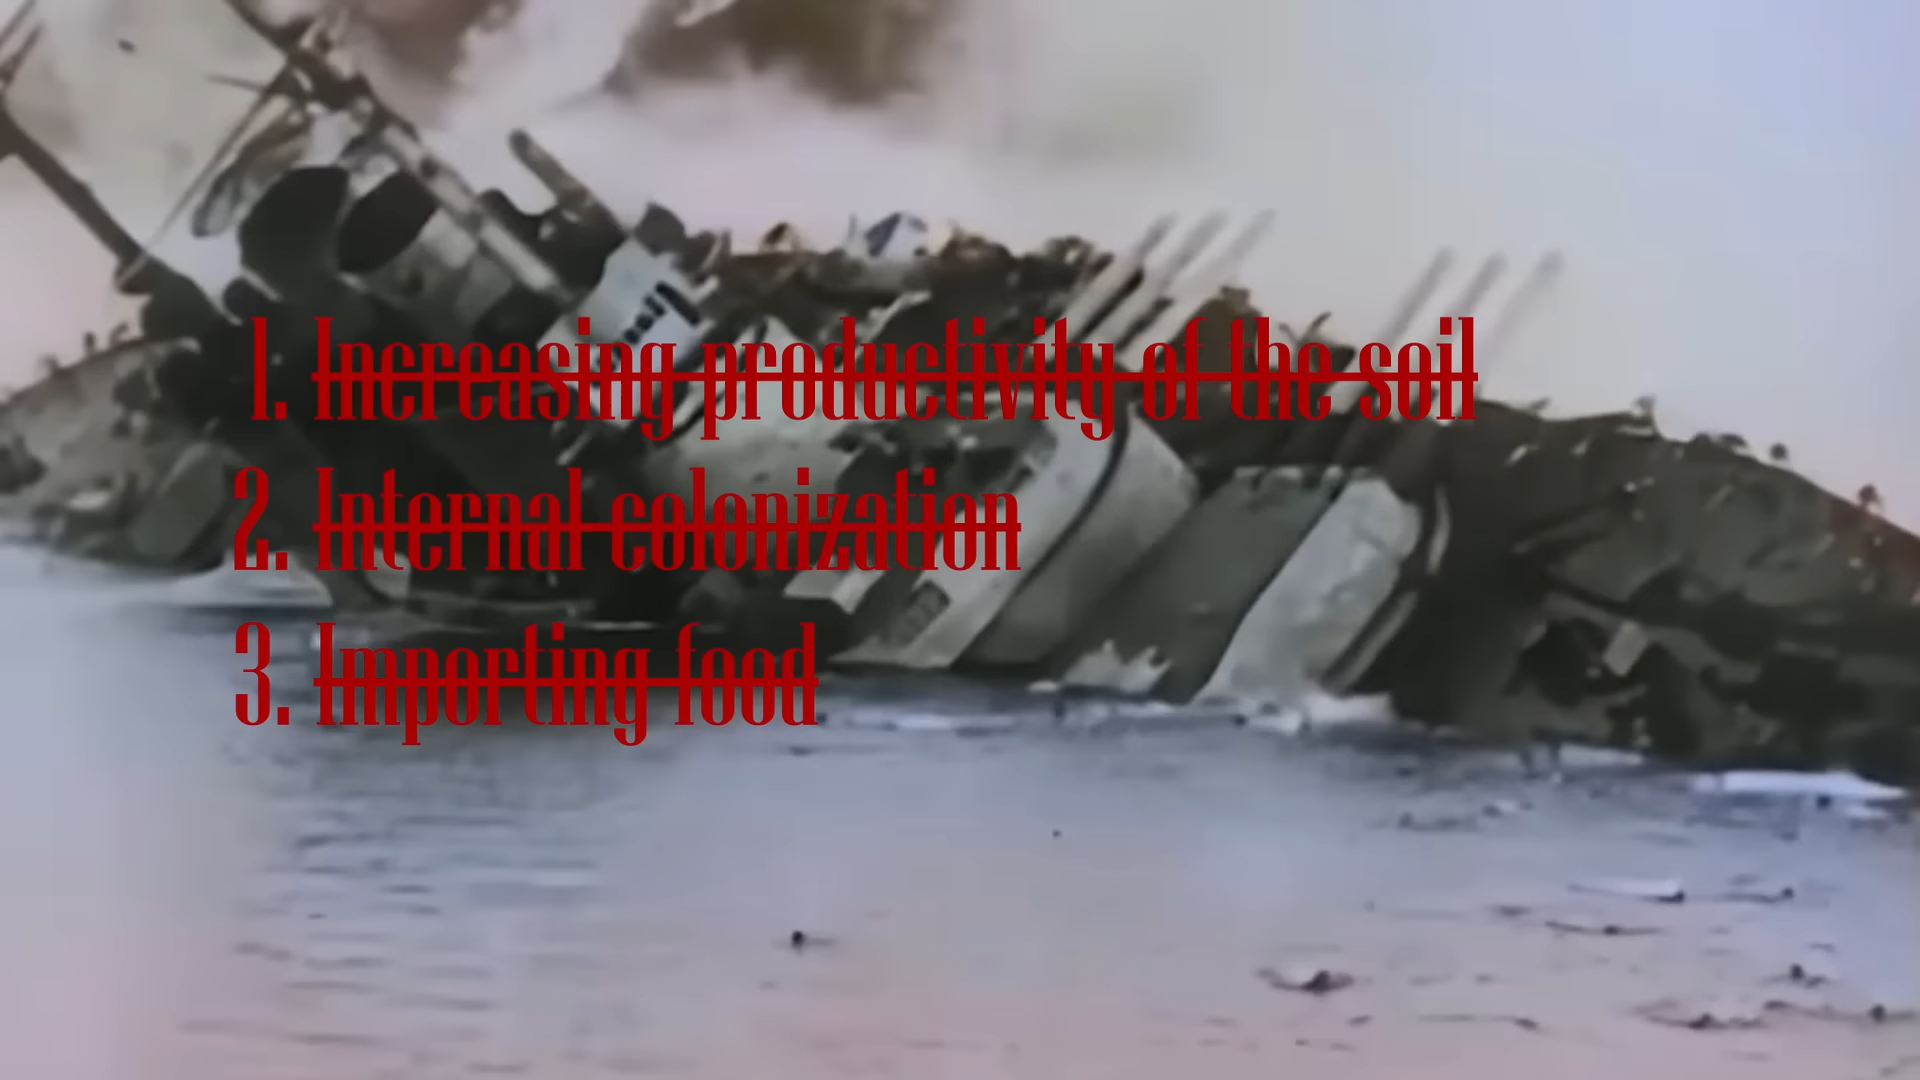 1. Increasing productivity of the soil
2. Internal colonization
3. Importing food